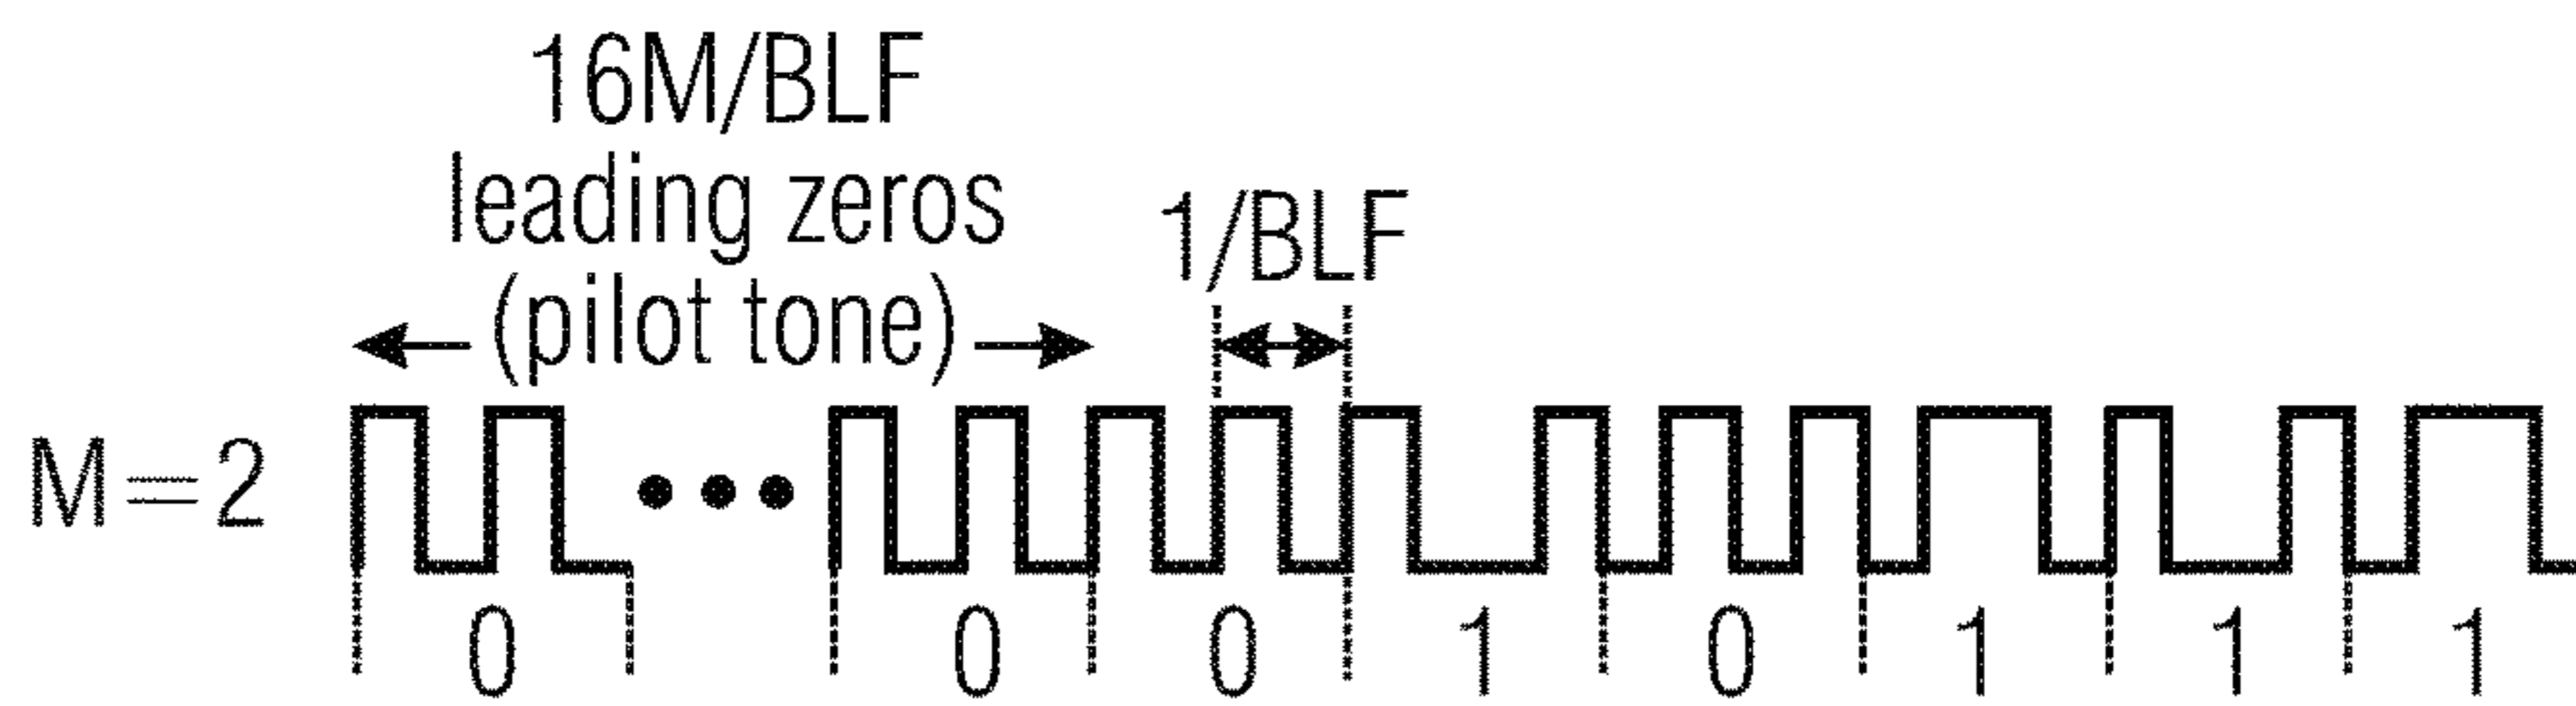 16M/BLF
leading zeros
(pilot tone)
1/BLF
M=2
0 0 0 1 0 1 1 1